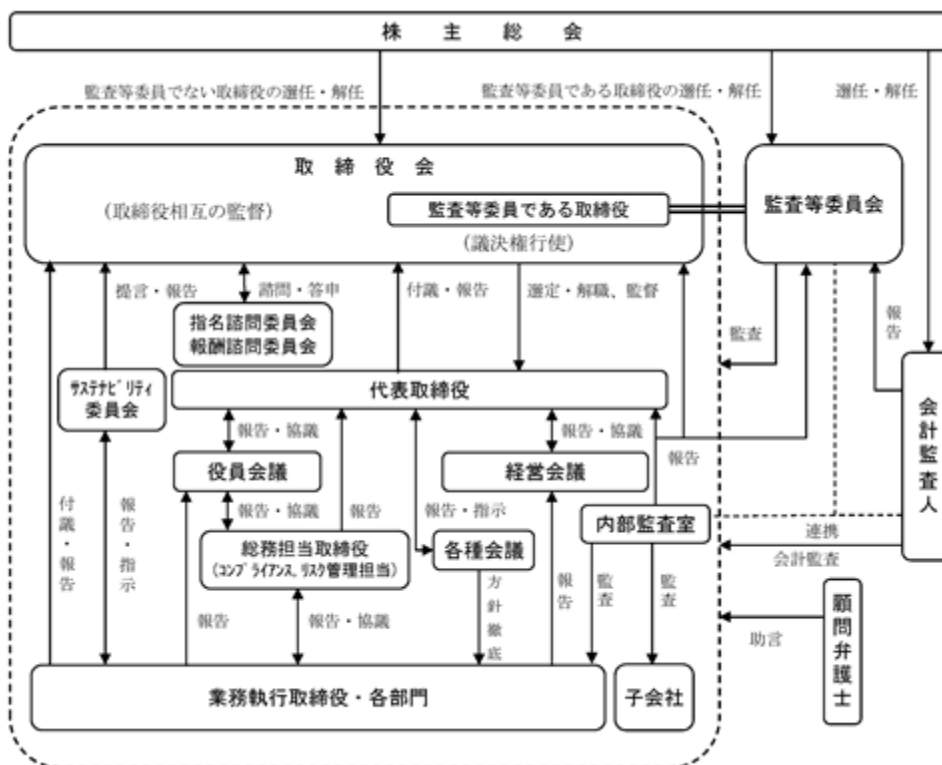 株主総会
監査等委員でない取締役の選任・解任
監査等委員である取締役の選任・解任
選任・解任
取締役会
(取締役相互の監督)
監査等委員である取締役
(議決権行使)
監査等委員会
提言・報告
諮問・答申
付議・報告
選定・解職、監督
監査
報告
指名諮問委員会
報酬諮問委員会
代表取締役
ｻｽﾃﾅﾋﾞﾘﾃｨ
委員会
会計監査人
報告・協議
報告・協議
報告
役員会議
経営会議
付議・報告
報告・指示
報告・協議
報告
報告・指示
内部監査室
総務担当取締役
(ｺﾝﾌﾟﾗｲｱﾝｽ、ﾘｽｸ管理担当)
各種会議
連携
会計監査
報告
報告・協議
方針徹底
報告
監査
監査
助言
顧問弁護士
業務執行取締役・各部門
子会社